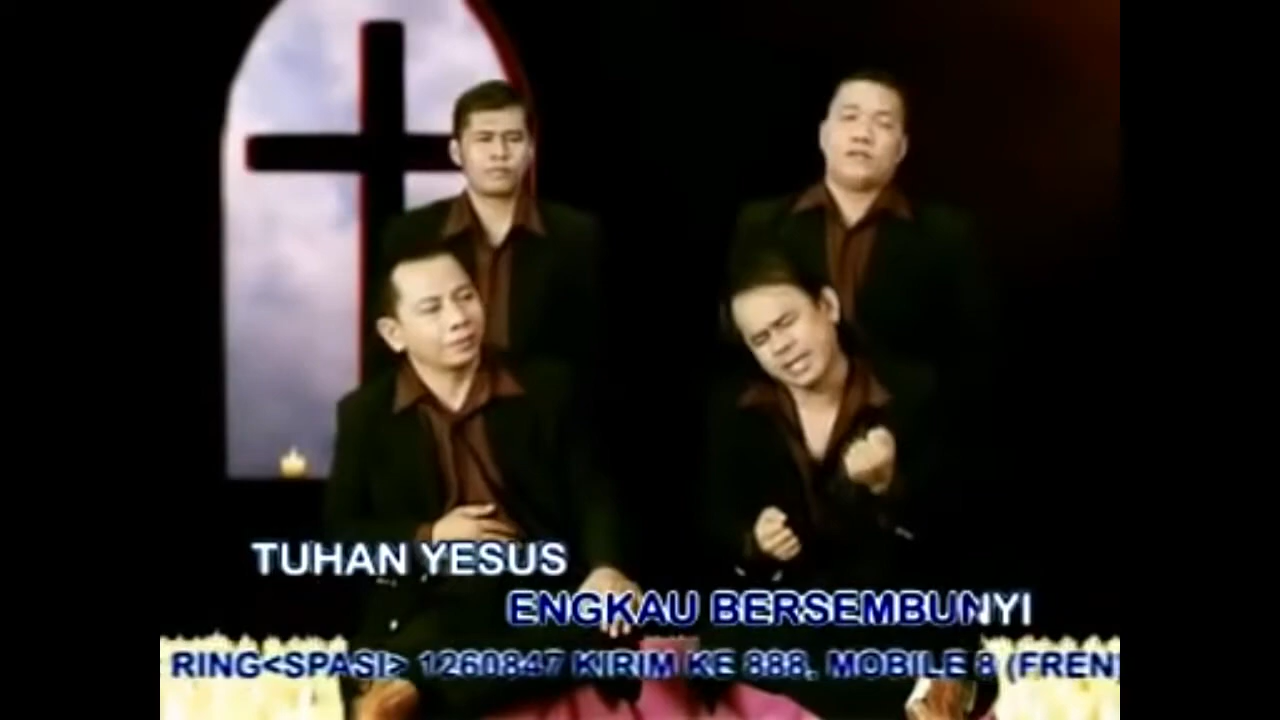 TUHAN YESUS
ENGKAU BERSEMBUNYI
RING<SPASI> 1260847 KIRIM KE 888. MOBILE 8 (FREN)